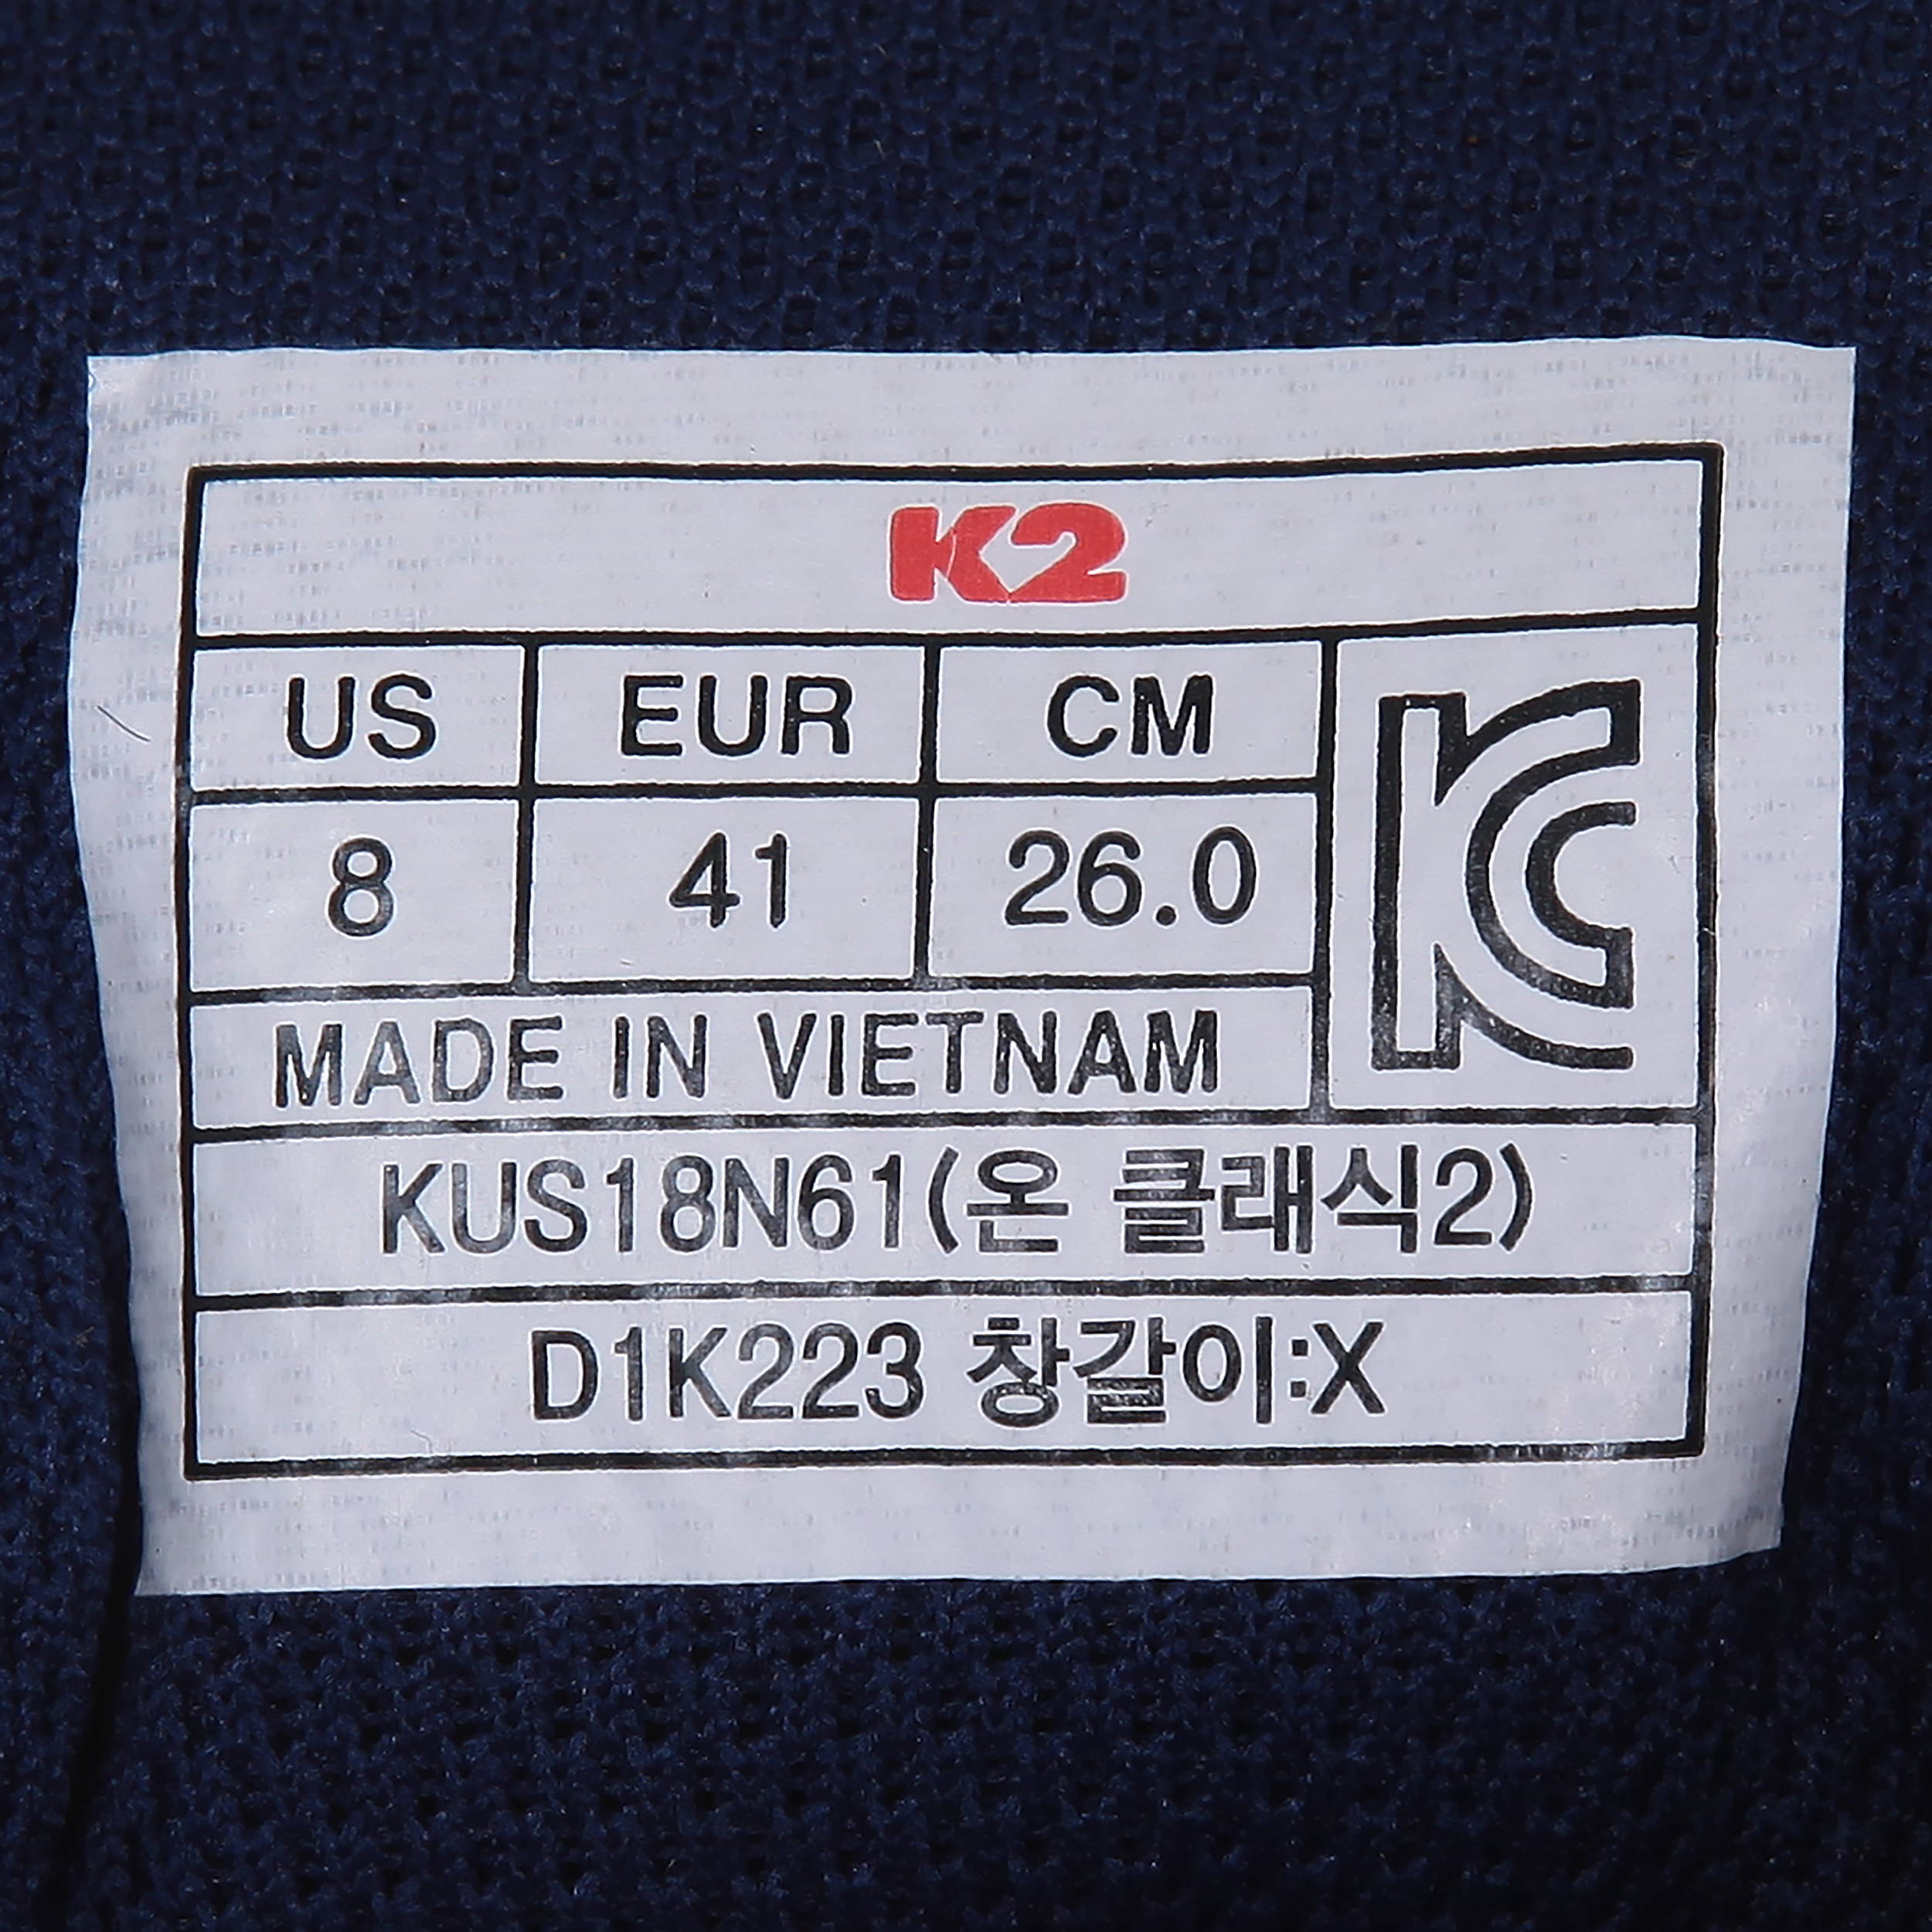 K2
US EUR CM
8 41 26.0
KC
MADE IN VIETNAM
KUS18N61(온 클래식2)
D1K223 창갈이:X